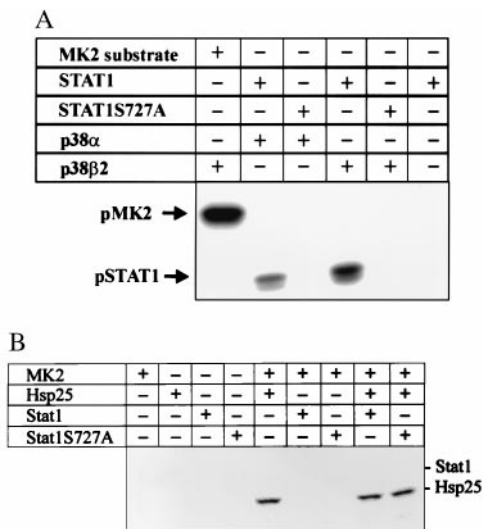 A
MK2 substrate + – – – – –
STAT1 – + – + – +
STAT1S727A – – + – + –
p38α – + + – – –
p38β2 + – – + + –
pMK2
pSTAT1
B
MK2 + – – – + + + + +
Hsp25 – + – – + – – + +
Stat1 – – + – – + – + –
Stat1S727A – – – + – – + – +
- Stat1
- Hsp25